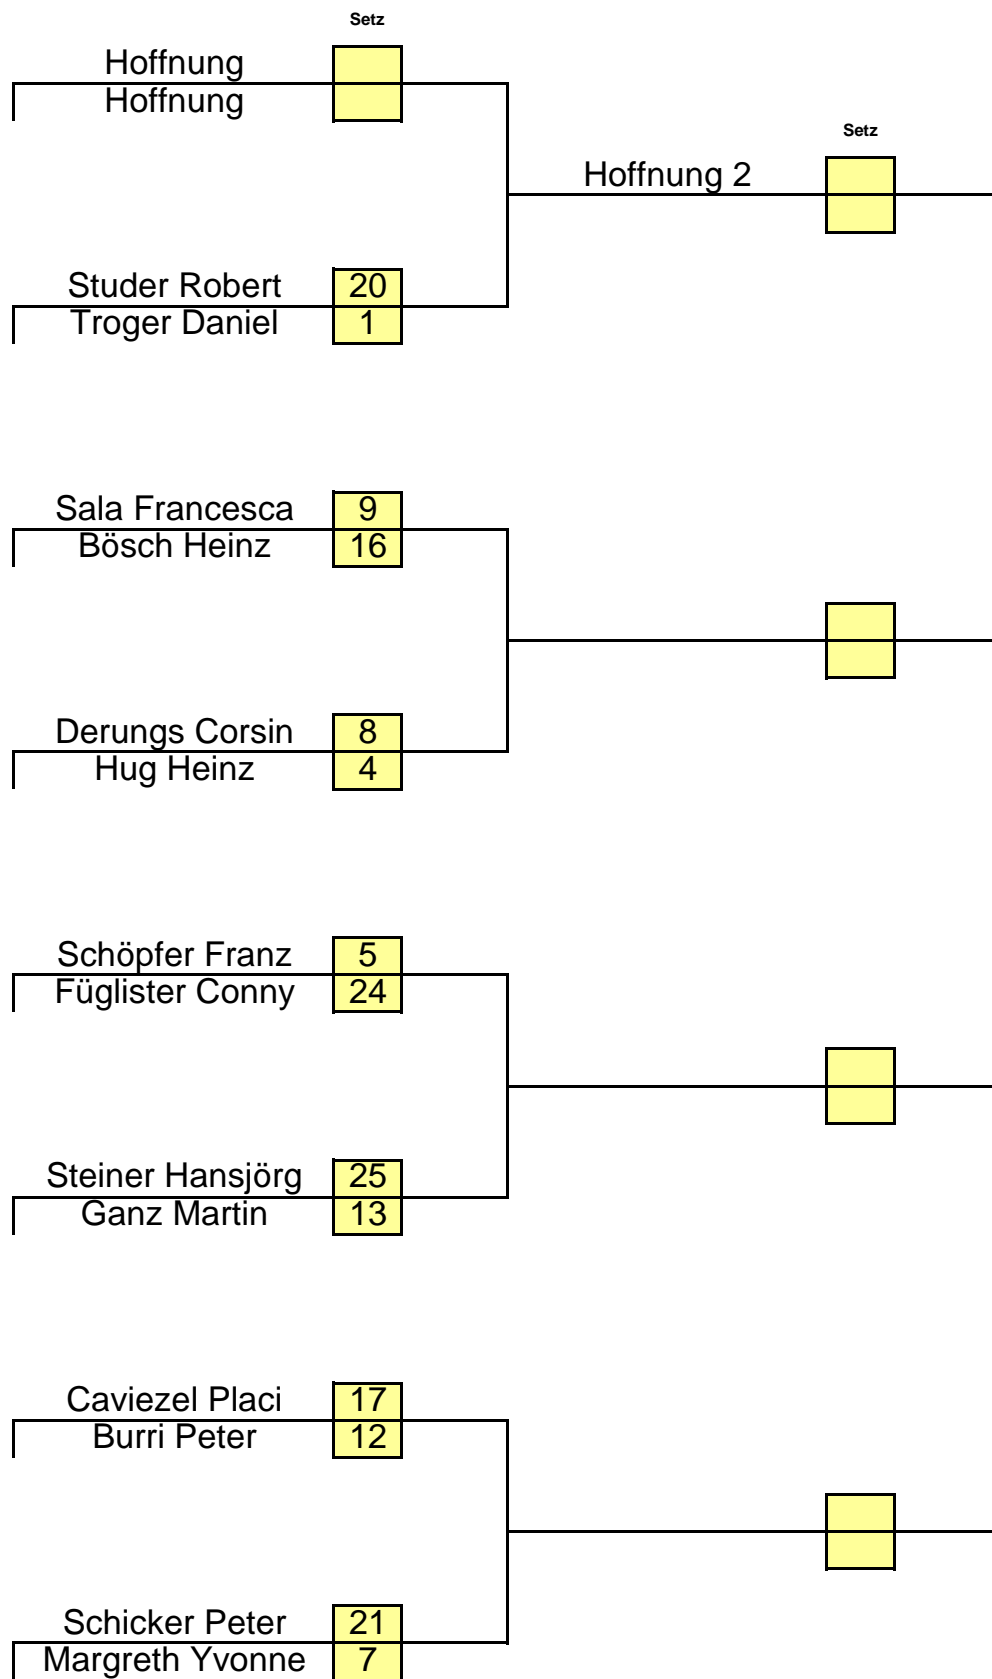 Setz
Hoffnung
Hoffnung
Setz
Hoffnung 2
Studer Robert 20
Troger Daniel 1
Sala Francesca 9
Bösch Heinz 16
Derungs Corsin 8
Hug Heinz 4
Schöpfer Franz 5
Füglister Conny 24
Steiner Hansjörg 25
Ganz Martin 13
Caviezel Placi 17
Burri Peter 12
Schicker Peter 21
Margreth Yvonne 7